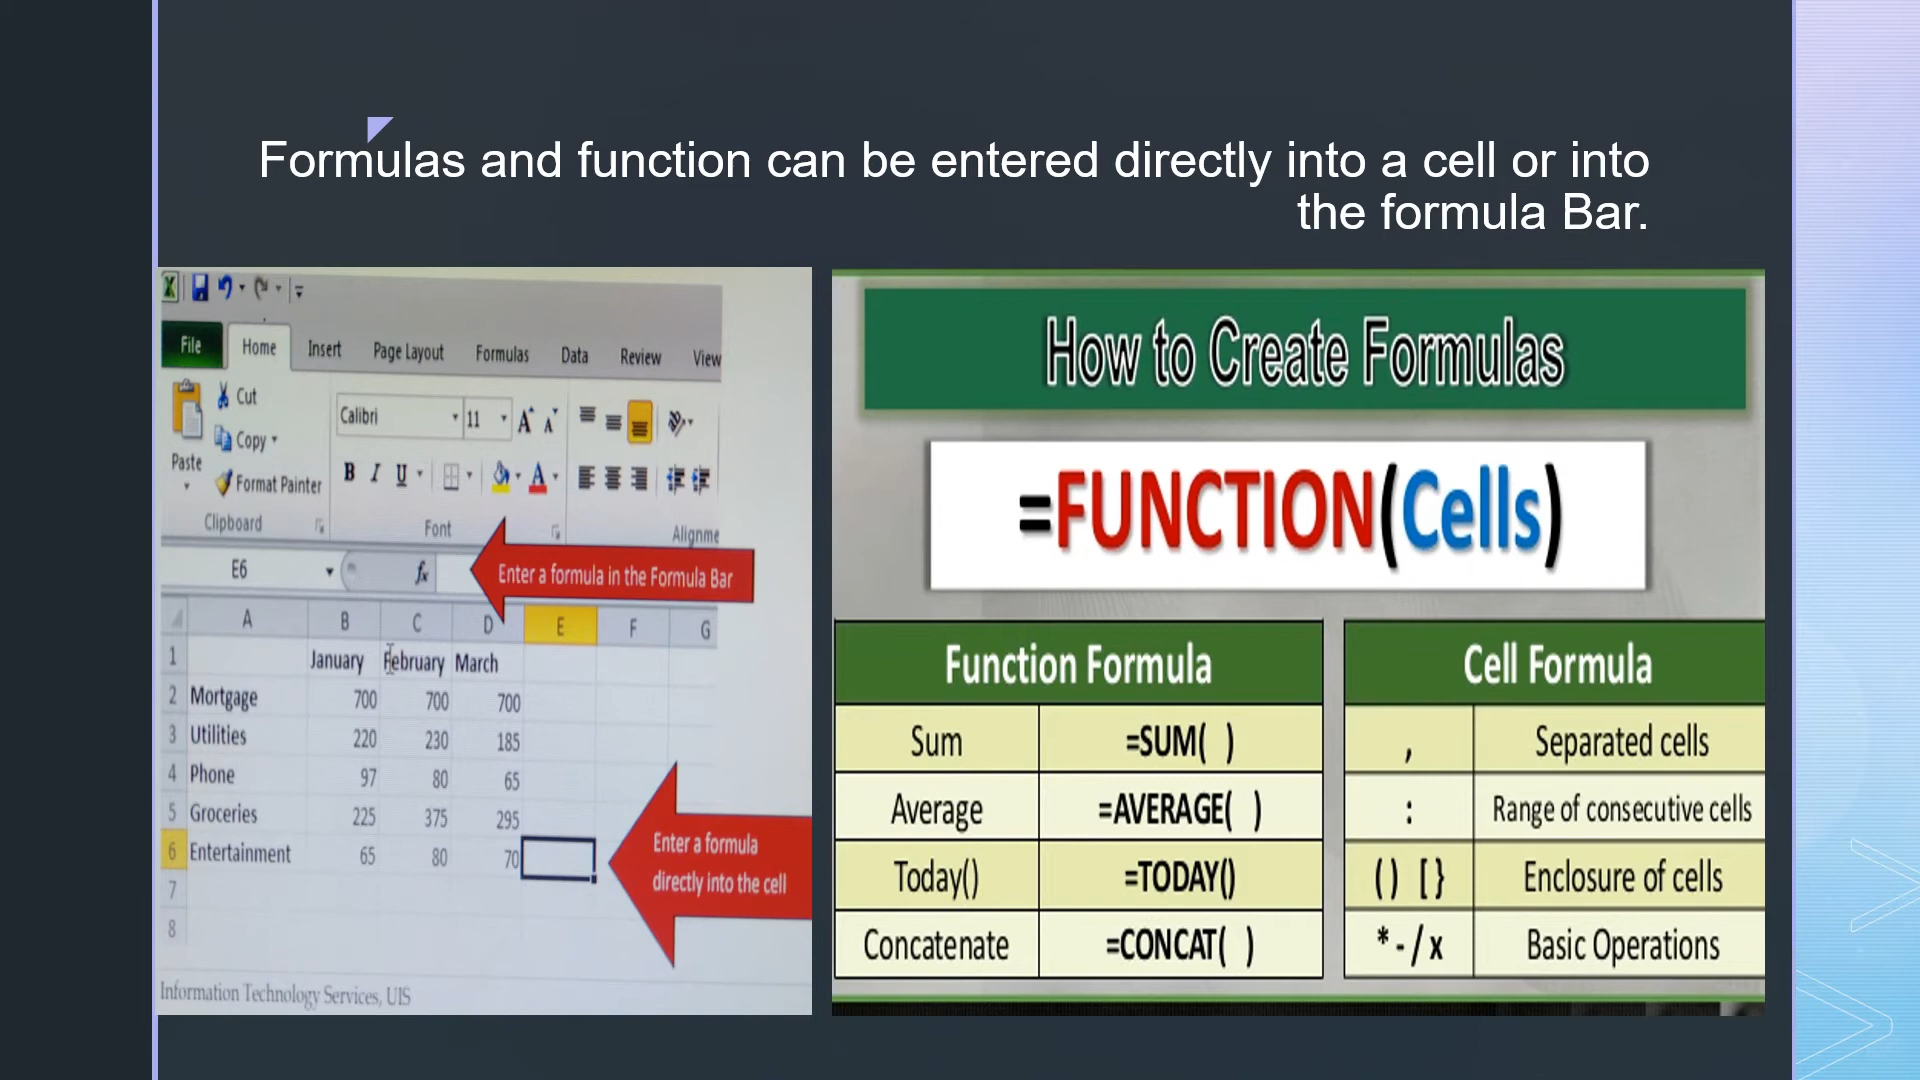 Formulas and function can be entered directly into a cell or into
the formula Bar.
File Home Insert Page Layout Formulas Data Review View
Cut
Copy
Paste
Format Painter
Clipboard
Calibri 11 A A
B I U A
Font
Alignme
E6 fx
Enter a formula in the Formula Bar
A B C D E F G
1 January February March
2 Mortgage 700 700 700
3 Utilities 220 230 185
4 Phone 97 80 65
5 Groceries 225 375 295
6 Entertainment 65 80 70
7
8
Enter a formula
directly into the cell
Information Technology Services, UIS
How to Create Formulas
=FUNCTION(Cells)
Function Formula
Sum =SUM( )
Average =AVERAGE( )
Today() =TODAY()
Concatenate =CONCAT( )
Cell Formula
, Separated cells
: Range of consecutive cells
( ) [ } Enclosure of cells
* - / x Basic Operations